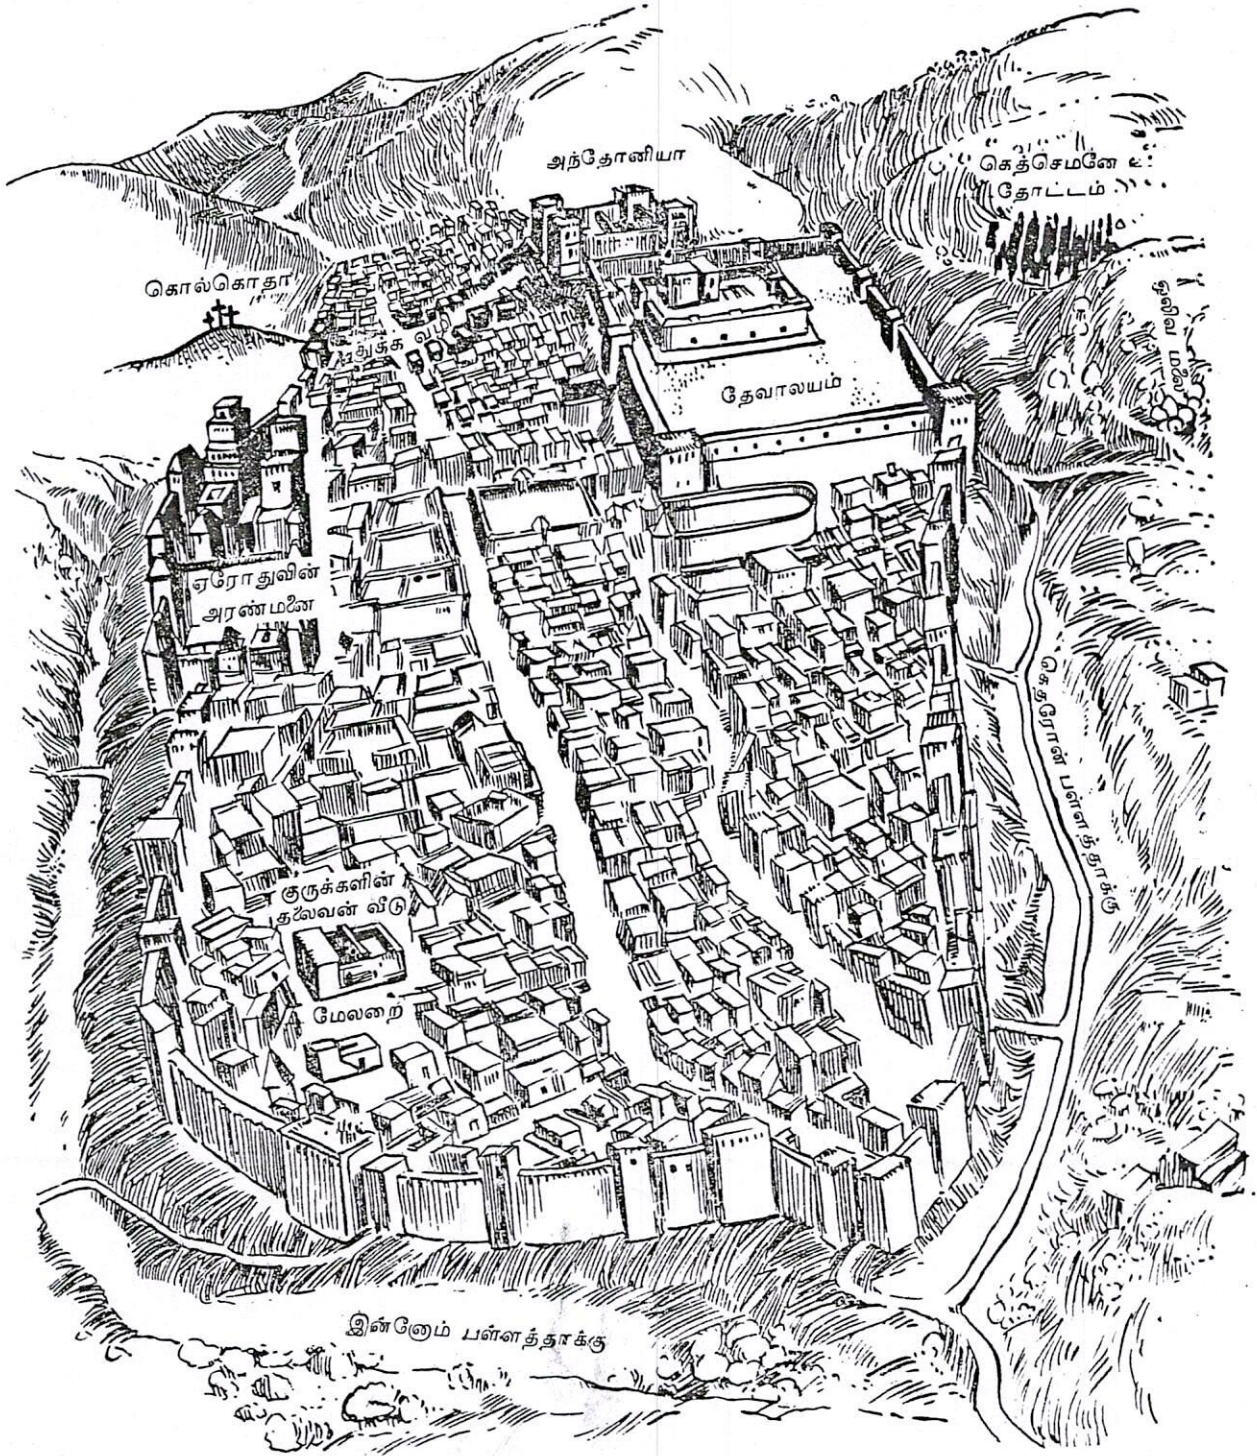 அந்தோனியா
கெத்செமனே
தோட்டம்
கொல்கொதா
ஒலிவ மலை
வழி
தேவாலயம்
ஏரோதுவின்
அரண்மனை
கெதரோன் பள்ளத்தாக்கு
குருக்களின்
தலைவன் வீடு
மேலறை
இன்னோம் பள்ளத்தாக்கு